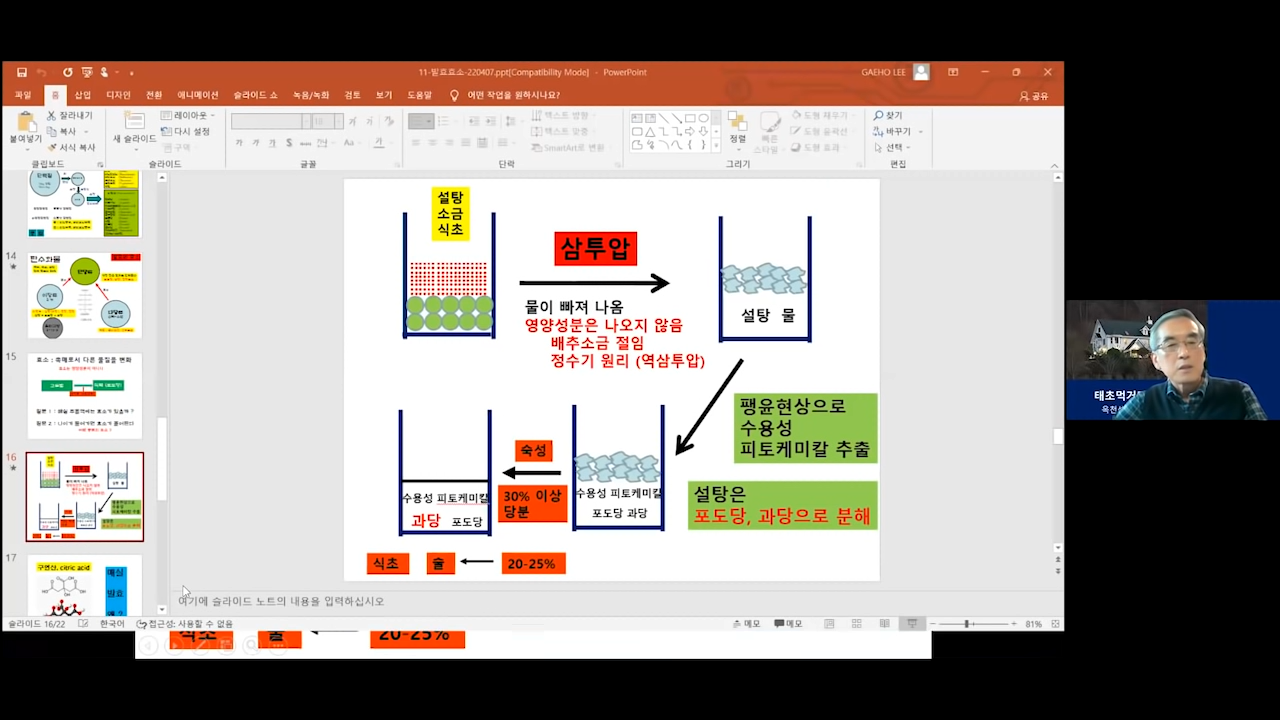 11-발효효소-220407.ppt[Compatibility Mode] - PowerPoint
GAEHO LEE
파일 홈 삽입 디자인 전환 애니메이션 슬라이드 쇼 녹음/녹화 검토 보기 도움말 어떤 작업을 원하시나요? 공유
붙여넣기
잘라내기
복사
서식 복사
클립보드
새 슬라이드
레이아웃
다시 설정
구역
슬라이드
글꼴
텍스트 방향
텍스트 맞춤
SmartArt로 변환
단락
정렬
빠른
스타일
도형 채우기
도형 윤곽선
도형 효과
그리기
찾기
바꾸기
선택
편집
14
탄수화물
15
효소 : 촉매로서 다른 물질을 변화
16
17
구연산, citric acid
매실
발효
설탕
소금
식초
삼투압
물이 빠져 나옴
영양성분은 나오지 않음
배추소금 절임
정수기 원리 (역삼투압)
설탕 물
팽윤현상으로
수용성
피토케미칼 추출
설탕은
포도당, 과당으로 분해
수용성 피토케미칼
포도당 과당
숙성
30% 이상
당분
수용성 피토케미칼
과당 포도당
식초 술 20-25%
여기에 슬라이드 노트의 내용을 입력하십시오
슬라이드 16/22 한국어 접근성: 사용할 수 없음 메모 메모 81%
식초 술 20-25%
태초먹거
옥천